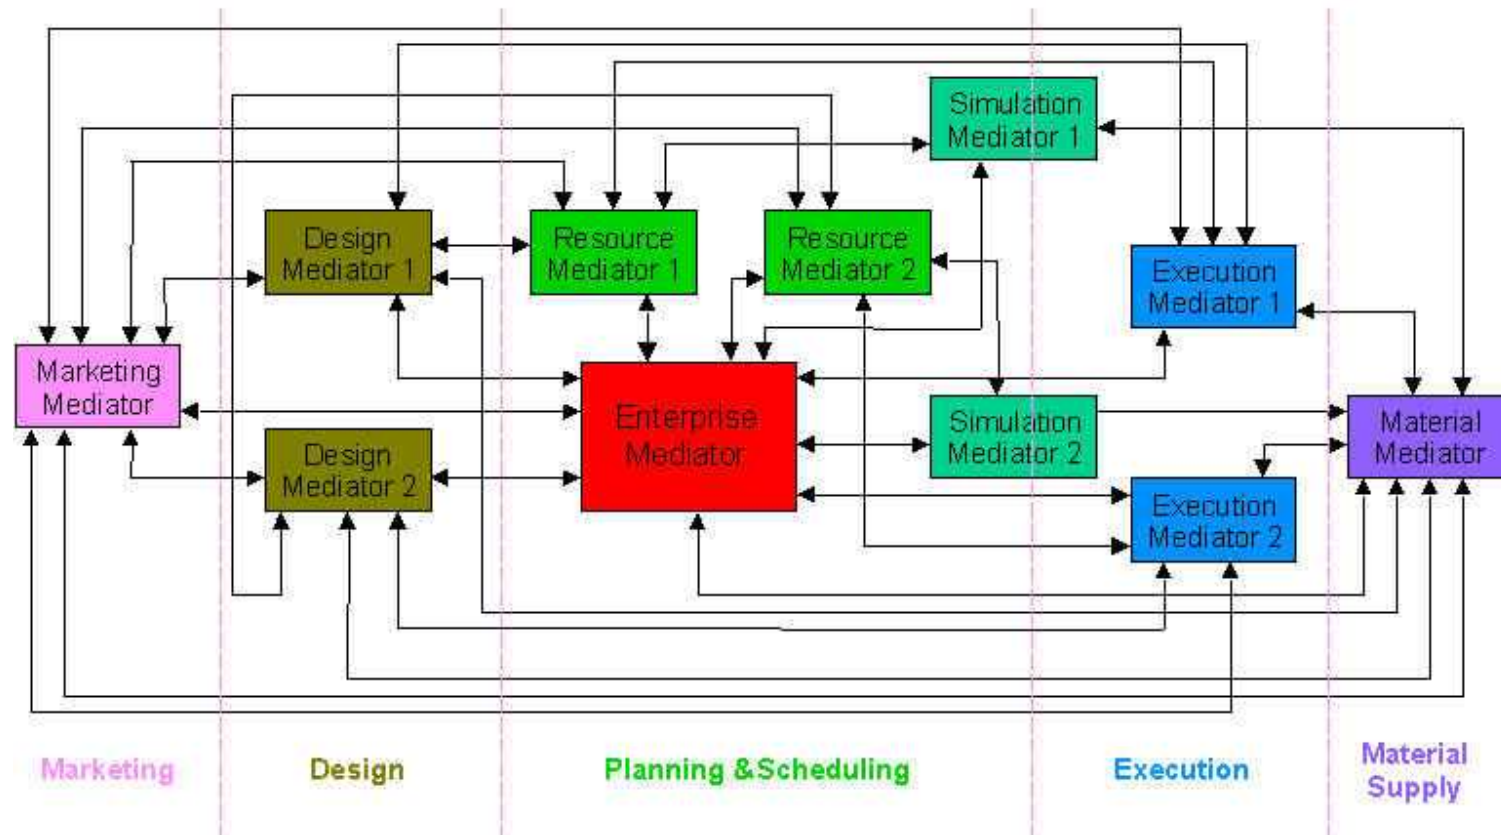 Simulation
Mediator 1
Design
Mediator 1
Resource
Mediator 1
Resource
Mediator 2
Execution
Mediator 1
Marketing
Mediator
Enterprise
Mediator
Simulation
Mediator 2
Material
Mediator
Design
Mediator 2
Execution
Mediator 2
Marketing
Design
Planning &Scheduling
Execution
Material
Supply